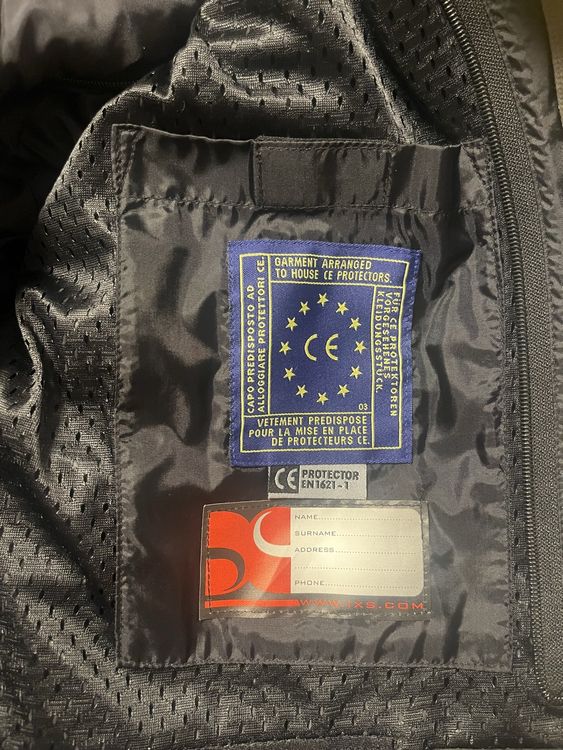 GARMENT ARRANGED
TO HOUSE CE PROTECTORS.
CAPO PREDISPOSTO AD
ALLOGGIARE PROTETTORI CE.
FÜR CE PROTEKTOREN
VORGESEHENES
KLEIDUNGSSTÜCK.
CE
03
VETEMENT PREDISPOSE
POUR LA MISE EN PLACE
DE PROTECTEURS CE.
CE PROTECTOR
EN1621-1
NAME
SURNAME
ADDRESS
PHONE
WWW.IXS.COM